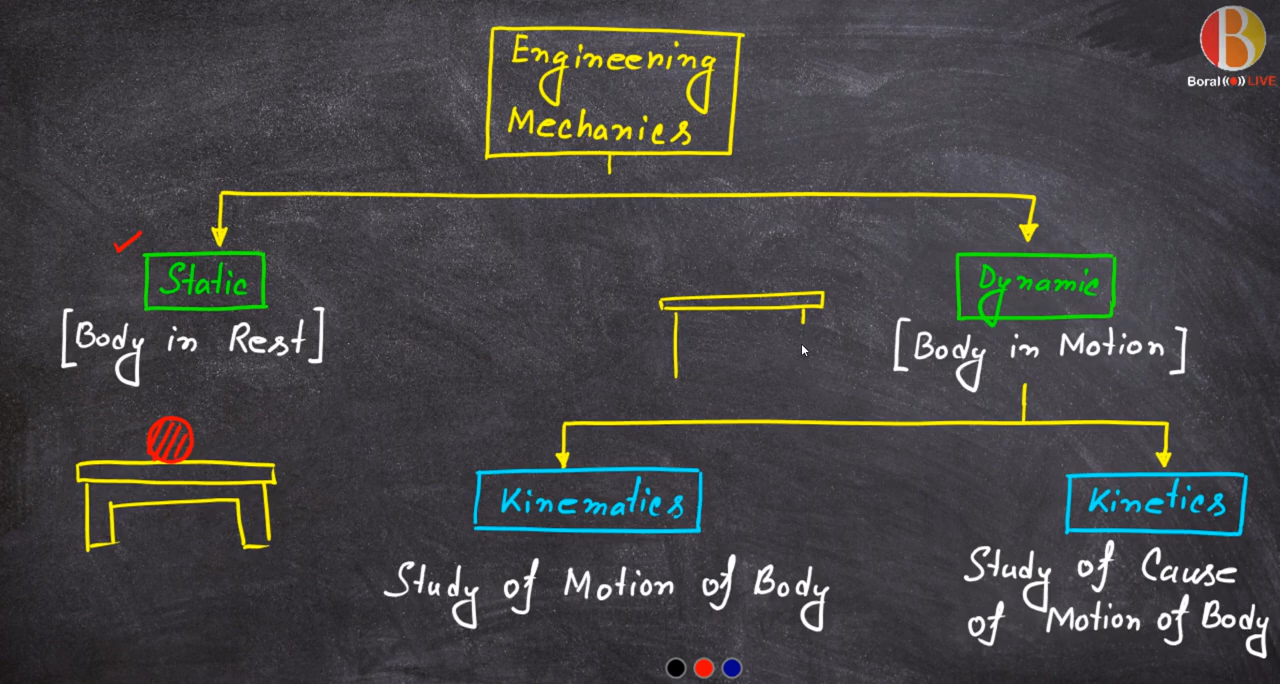 Engineering
Mechanics
Boral((●)) LIVE
Static
[Body in Rest]
Dynamic
[Body in Motion]
Kinematics
Study of Motion of Body
Kinetics
Study of Cause
of Motion of Body